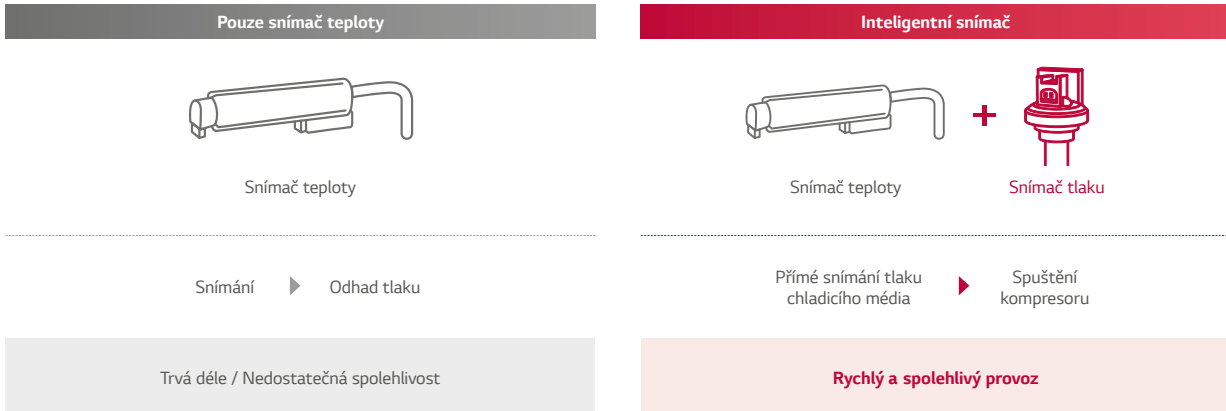 Pouze snímač teploty
Snímač teploty
Snímání
Odhad tlaku
Trvá déle / Nedostatečná spolehlivost
Inteligentní snímač
+
Snímač teploty
Snímač tlaku
Přímé snímání tlaku
chladicího média
Spuštění
kompresoru
Rychlý a spolehlivý provoz